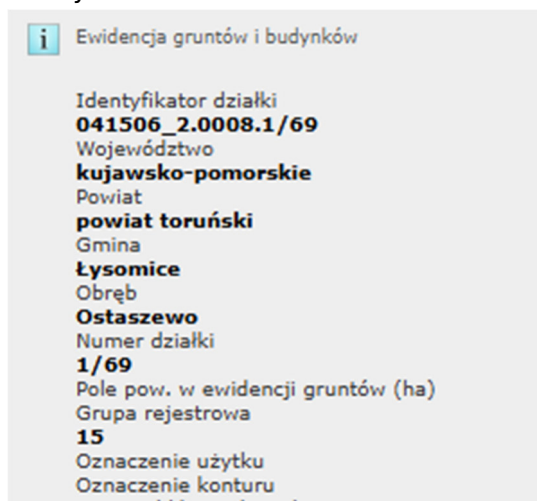 Ewidencja gruntów i budynków
Identyfikator działki
041506_2.0008.1/69
Województwo
kujawsko-pomorskie
Powiat
powiat toruński
Gmina
Łysomice
Obręb
Ostaszewo
Numer działki
1/69
Pole pow. w ewidencji gruntów (ha)
Grupa rejestrowa
15
Oznaczenie użytku
Oznaczenie konturu